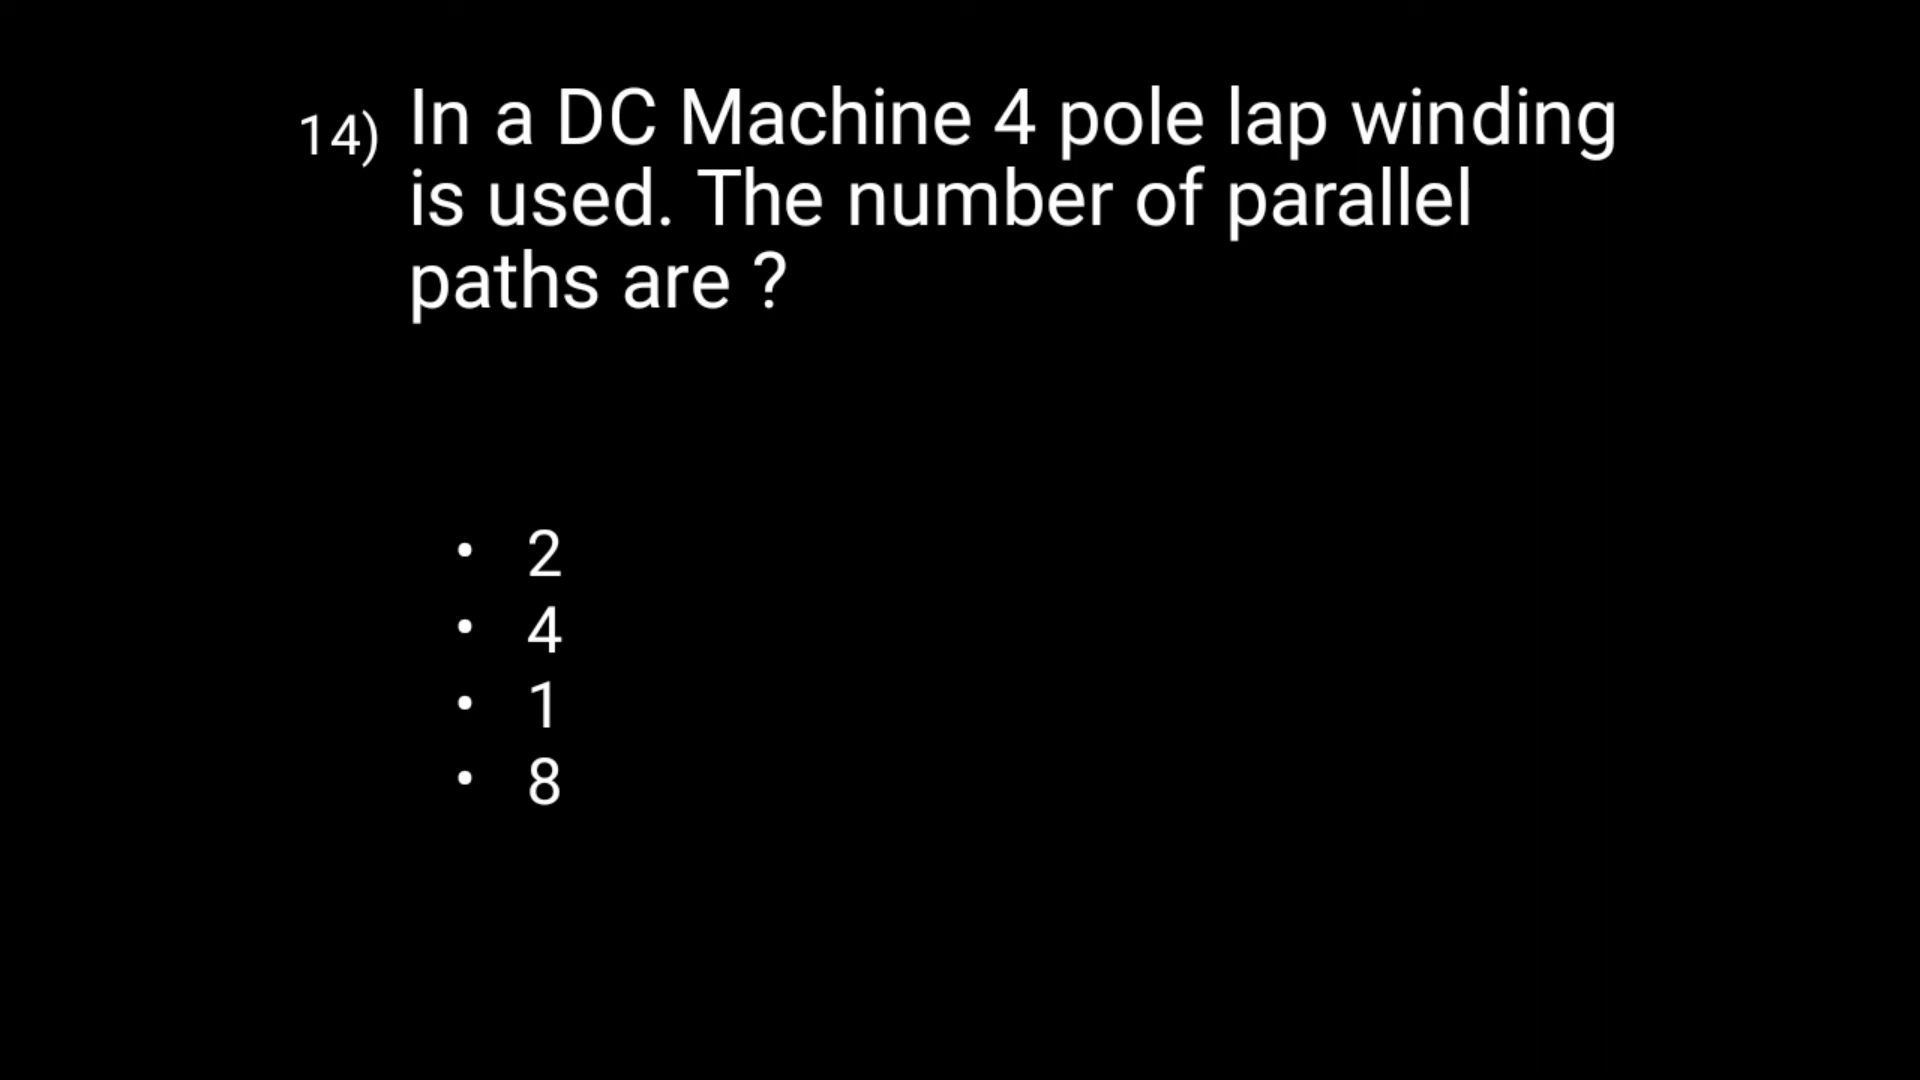 14) In a DC Machine 4 pole lap winding
is used. The number of parallel
paths are ?
• 2
• 4
• 1
• 8